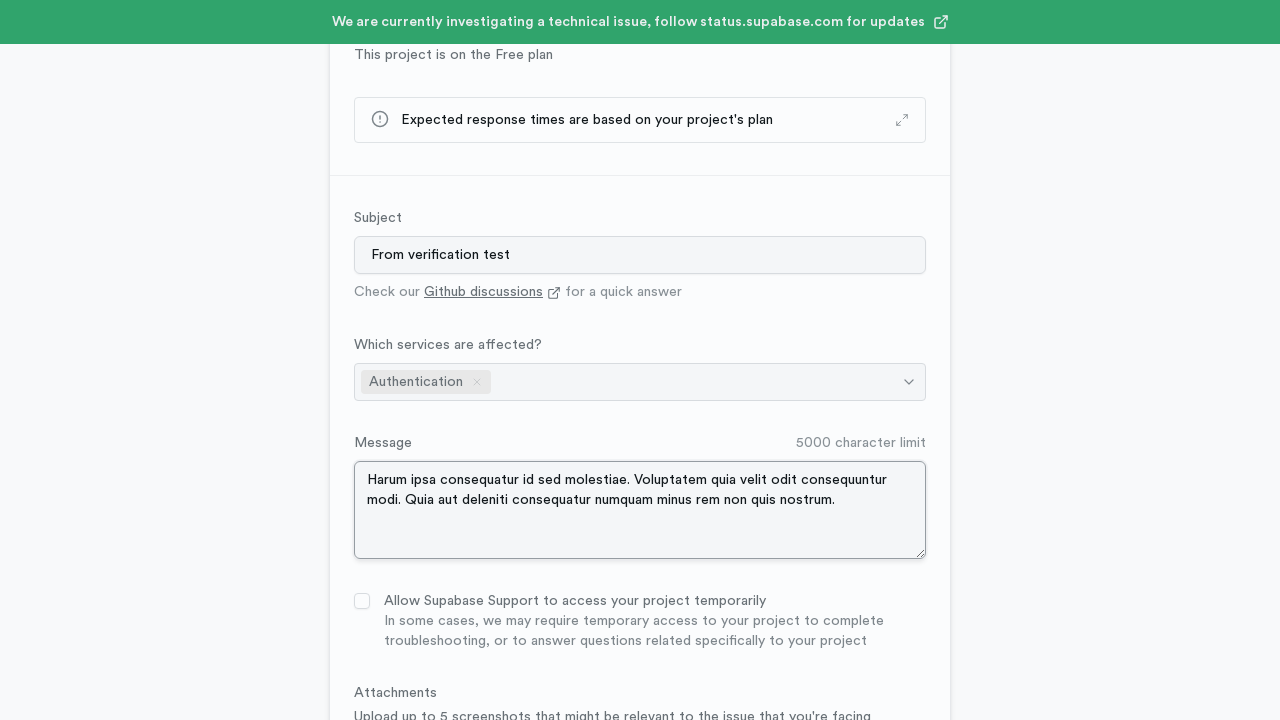 We are currently investigating a technical issue, follow status.supabase.com for updates
This project is on the Free plan
Expected response times are based on your project's plan
Subject
From verification test
Check our Github discussions for a quick answer
Which services are affected?
Authentication
Message 5000 character limit
Harum ipsa consequatur id sed molestiae. Voluptatem quia velit odit consequuntur
modi. Quia aut deleniti consequatur numquam minus rem non quis nostrum.
Allow Supabase Support to access your project temporarily
In some cases, we may require temporary access to your project to complete
troubleshooting, or to answer questions related specifically to your project
Attachments
Upload up to 5 screenshots that might be relevant to the issue that you're facing